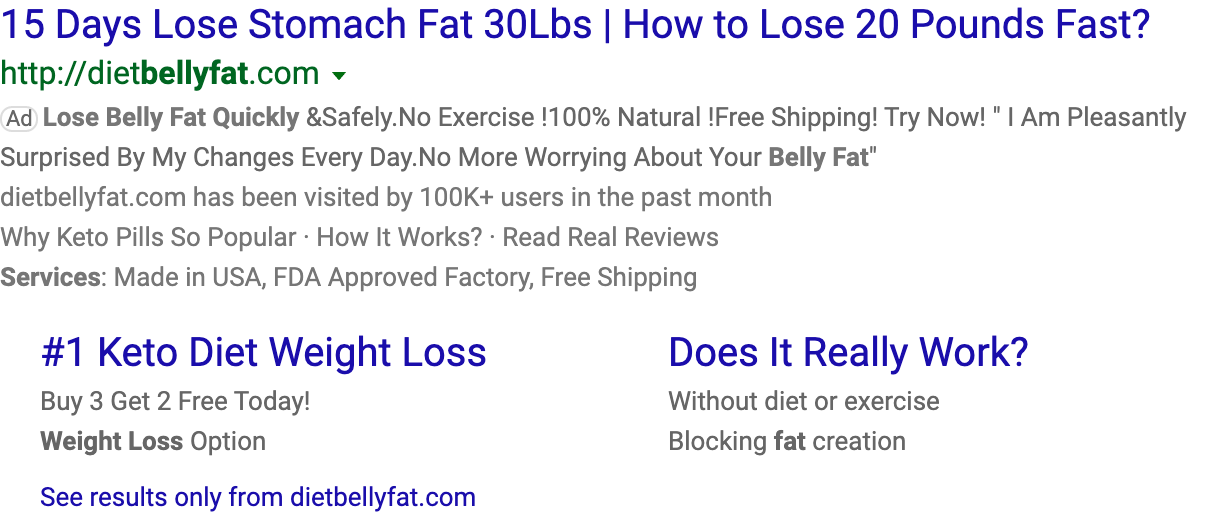 15 Days Lose Stomach Fat 30Lbs | How to Lose 20 Pounds Fast?
http://dietbellyfat.com
Ad Lose Belly Fat Quickly &Safely.No Exercise !100% Natural !Free Shipping! Try Now! " I Am Pleasantly
Surprised By My Changes Every Day.No More Worrying About Your Belly Fat"
dietbellyfat.com has been visited by 100K+ users in the past month
Why Keto Pills So Popular · How It Works? · Read Real Reviews
Services: Made in USA, FDA Approved Factory, Free Shipping
#1 Keto Diet Weight Loss
Buy 3 Get 2 Free Today!
Weight Loss Option
Does It Really Work?
Without diet or exercise
Blocking fat creation
See results only from dietbellyfat.com